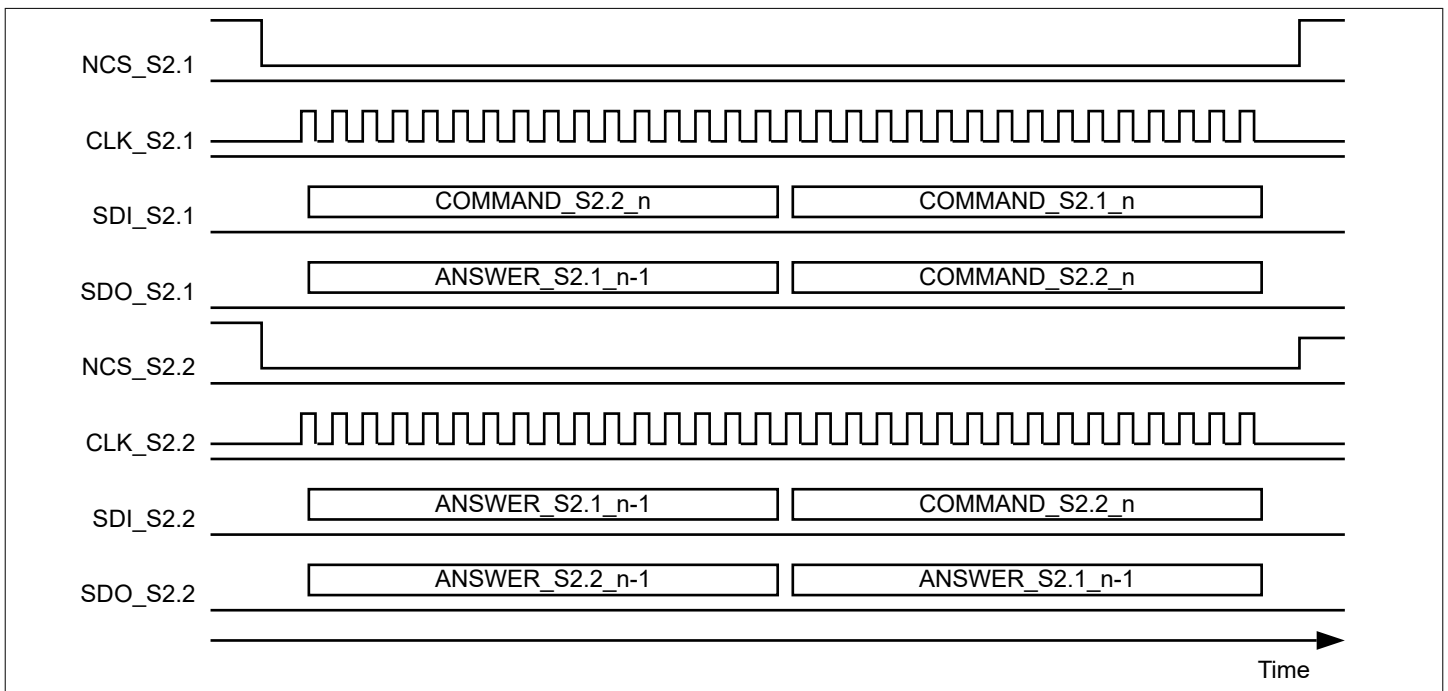 NCS_S2.1
CLK_S2.1
SDI_S2.1 COMMAND_S2.2_n COMMAND_S2.1_n
SDO_S2.1 ANSWER_S2.1_n-1 COMMAND_S2.2_n
NCS_S2.2
CLK_S2.2
SDI_S2.2 ANSWER_S2.1_n-1 COMMAND_S2.2_n
SDO_S2.2 ANSWER_S2.2_n-1 ANSWER_S2.1_n-1
Time